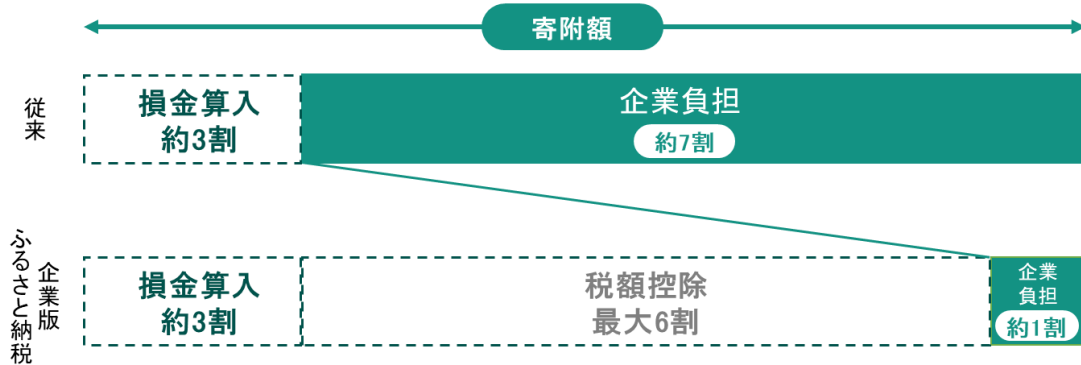 寄附額
従来
損金算入
約3割
企業負担
約7割
企業版
ふるさと納税
損金算入
約3割
税額控除
最大6割
企業
負担
約1割